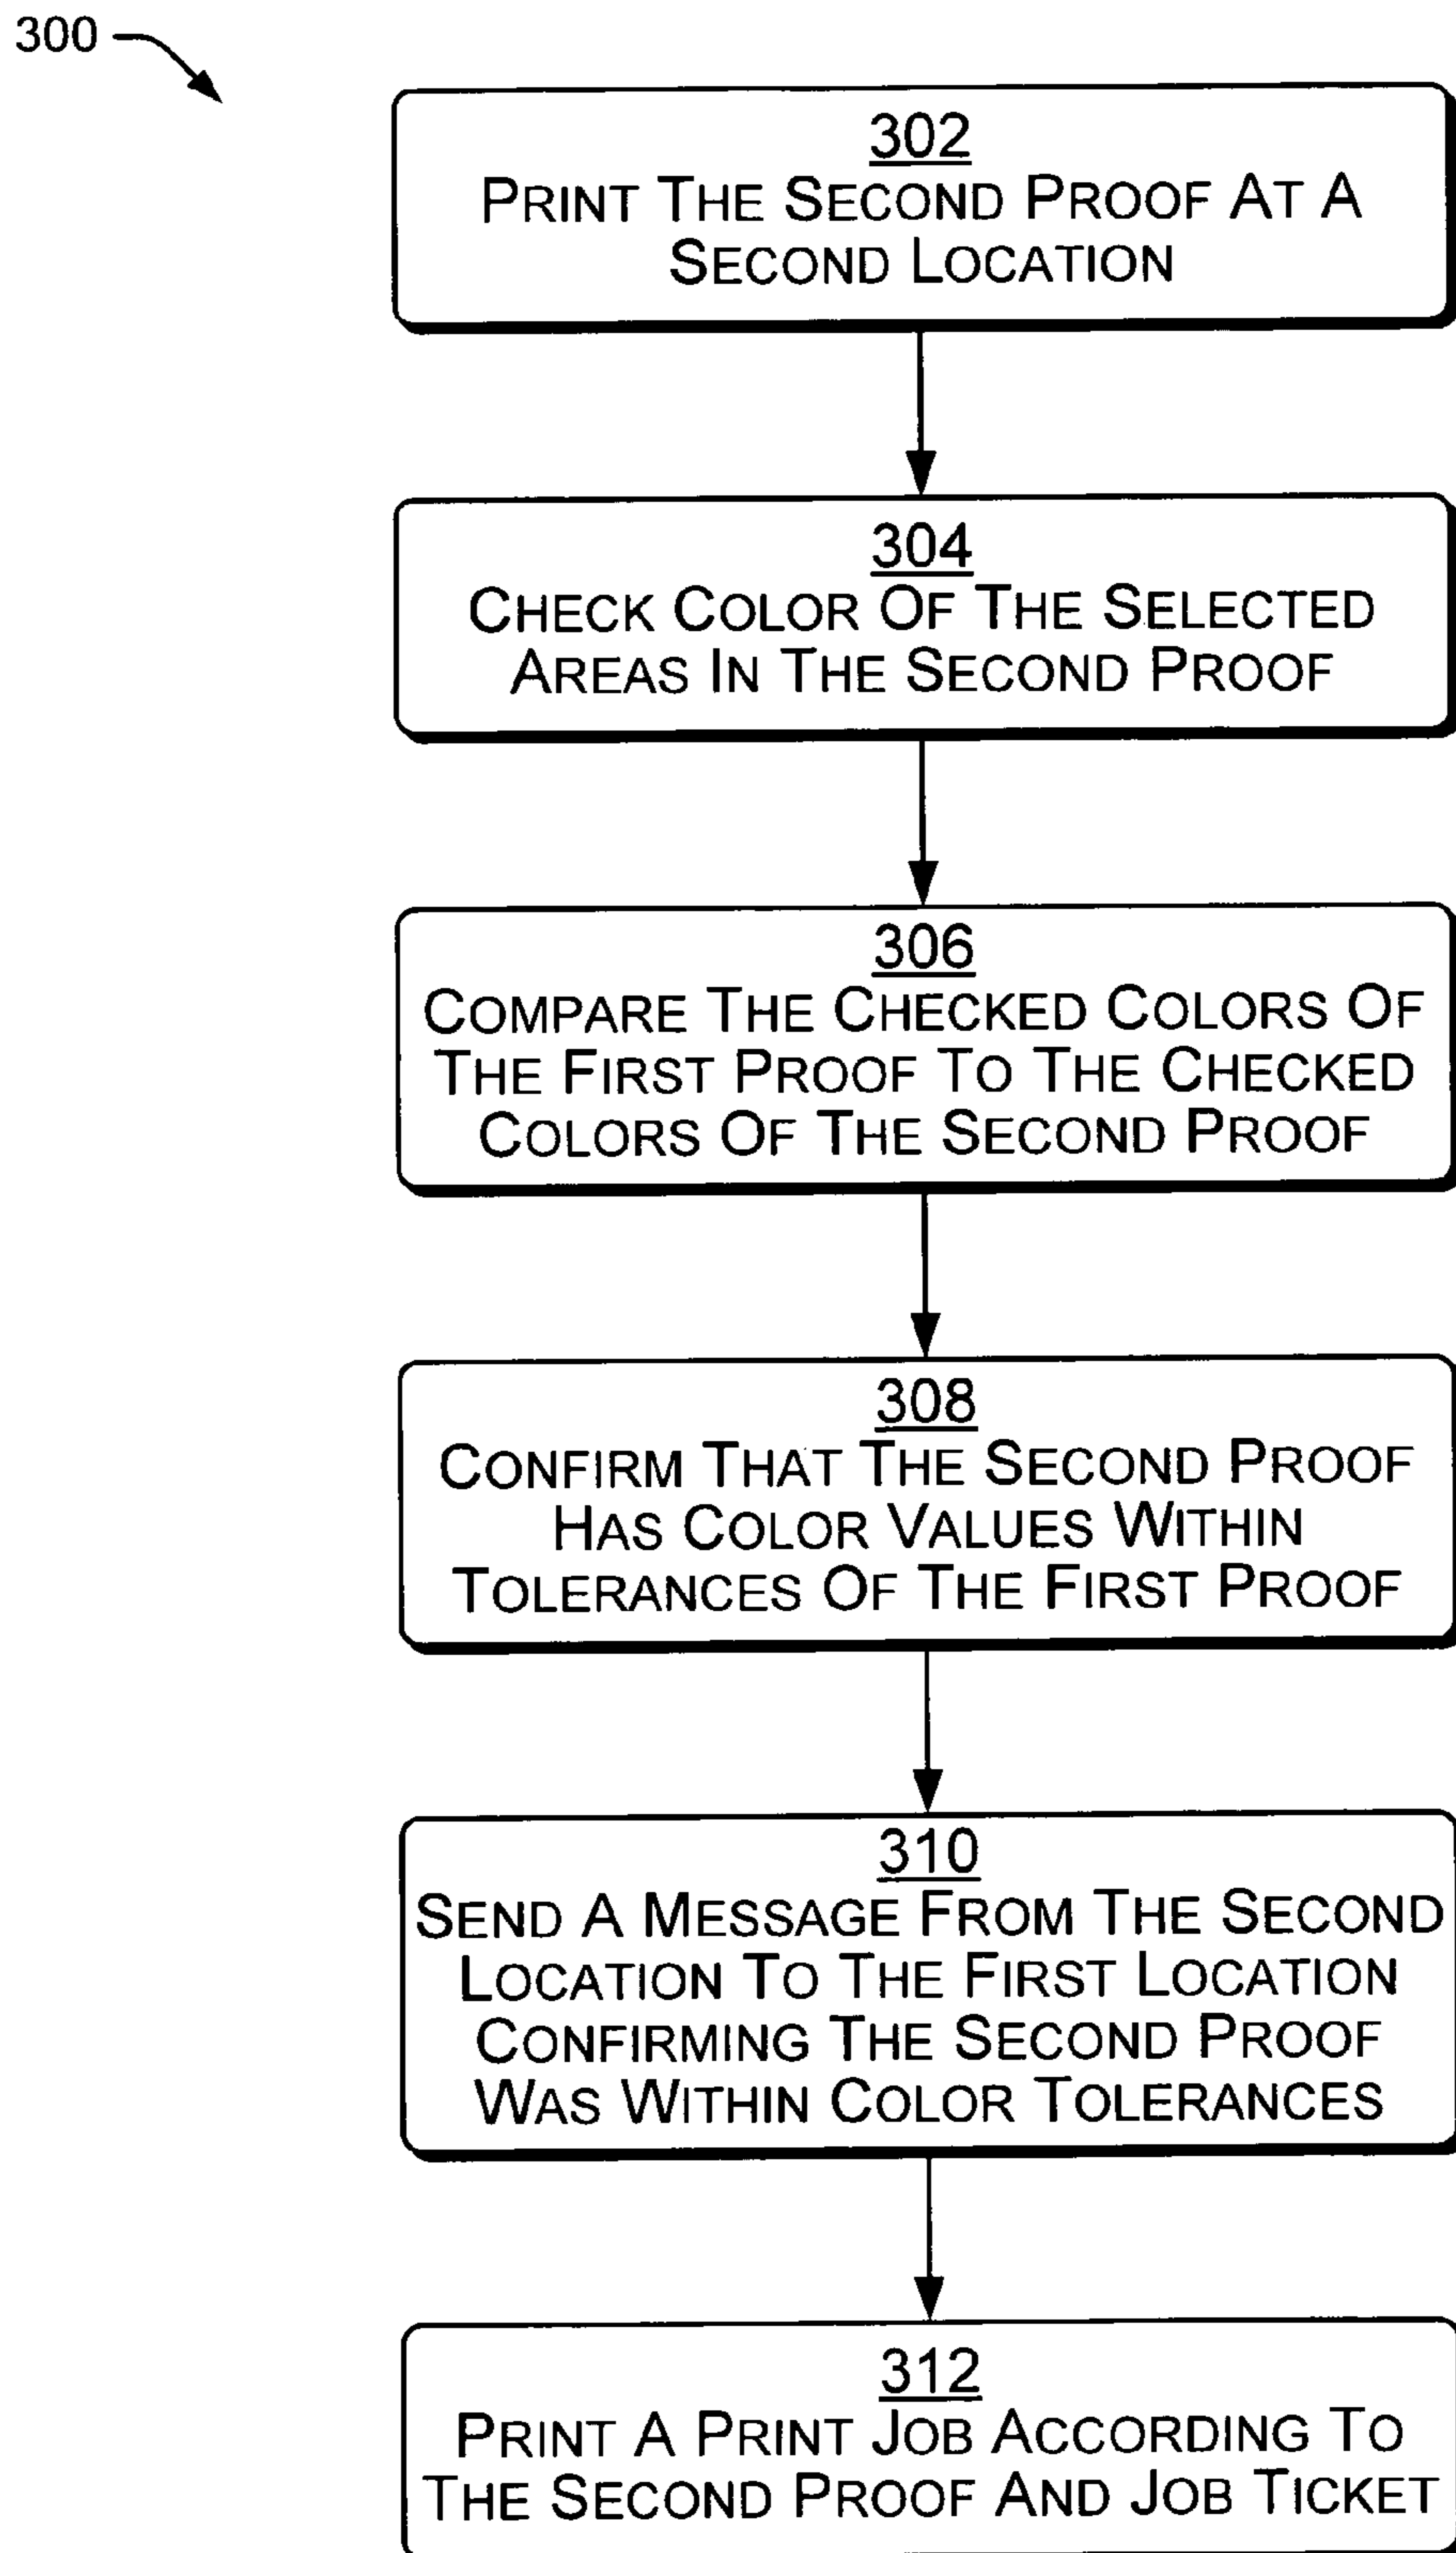 300
302
PRINT THE SECOND PROOF AT A
SECOND LOCATION
304
CHECK COLOR OF THE SELECTED
AREAS IN THE SECOND PROOF
306
COMPARE THE CHECKED COLORS OF
THE FIRST PROOF TO THE CHECKED
COLORS OF THE SECOND PROOF
308
CONFIRM THAT THE SECOND PROOF
HAS COLOR VALUES WITHIN
TOLERANCES OF THE FIRST PROOF
310
SEND A MESSAGE FROM THE SECOND
LOCATION TO THE FIRST LOCATION
CONFIRMING THE SECOND PROOF
WAS WITHIN COLOR TOLERANCES
312
PRINT A PRINT JOB ACCORDING TO
THE SECOND PROOF AND JOB TICKET